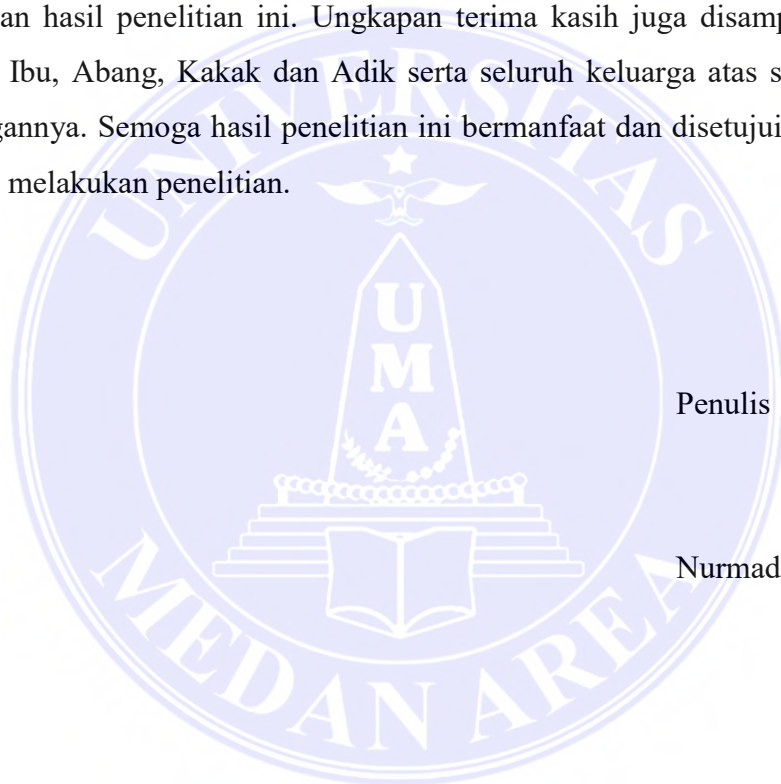 an hasil penelitian ini. Ungkapan terima kasih juga disamp
Ibu, Abang, Kakak dan Adik serta seluruh keluarga atas s
gannya. Semoga hasil penelitian ini bermanfaat dan disetujui
melakukan penelitian.
UNIVERSITAS
UMA
Penulis
Nurmad
MEDAN AREA